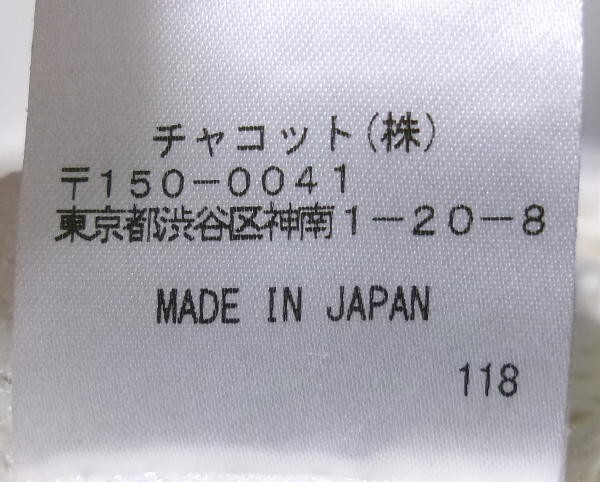 チャコット(株)
〒150-0041
東京都渋谷区神南1-20-8
MADE IN JAPAN
118